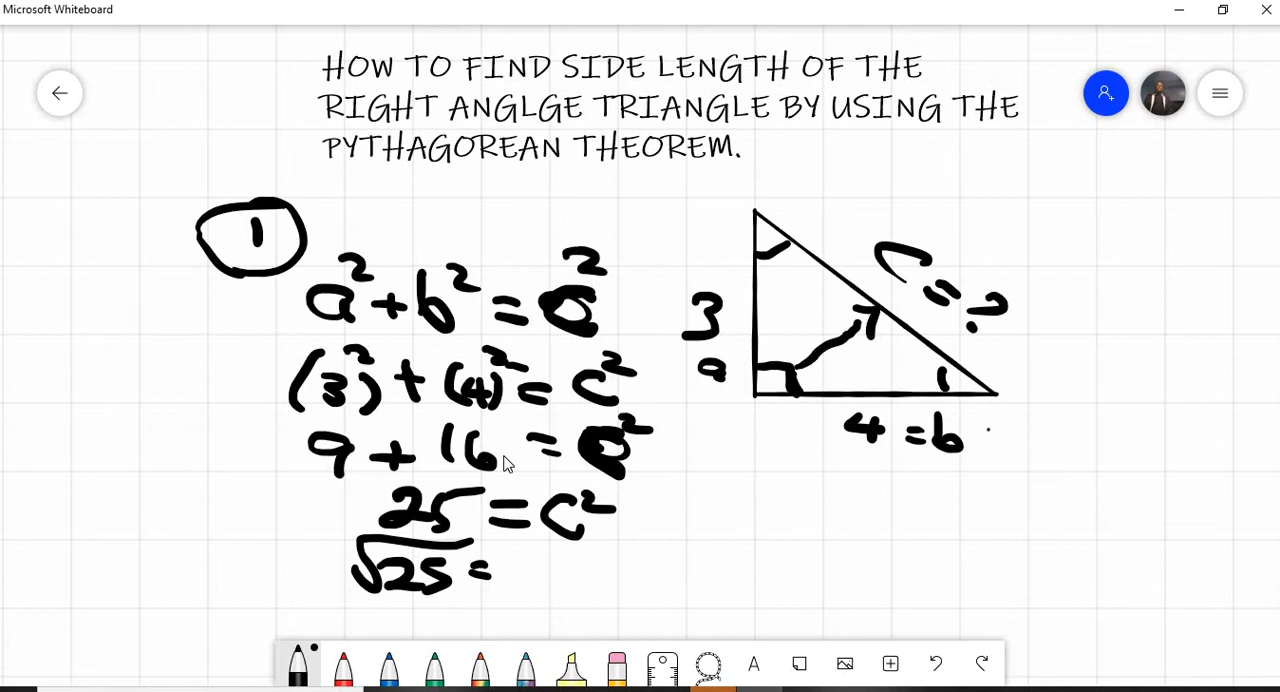 Microsoft Whiteboard
HOW TO FIND SIDE LENGTH OF THE
RIGHT ANGLGE TRIANGLE BY USING THE
PYTHAGOREAN THEOREM.
1
a² + b² = c²
(3)² + (4)² = c²
9 + 16 = c²
25 = c²
√25 =
3
a
C = ?
4 = b
A